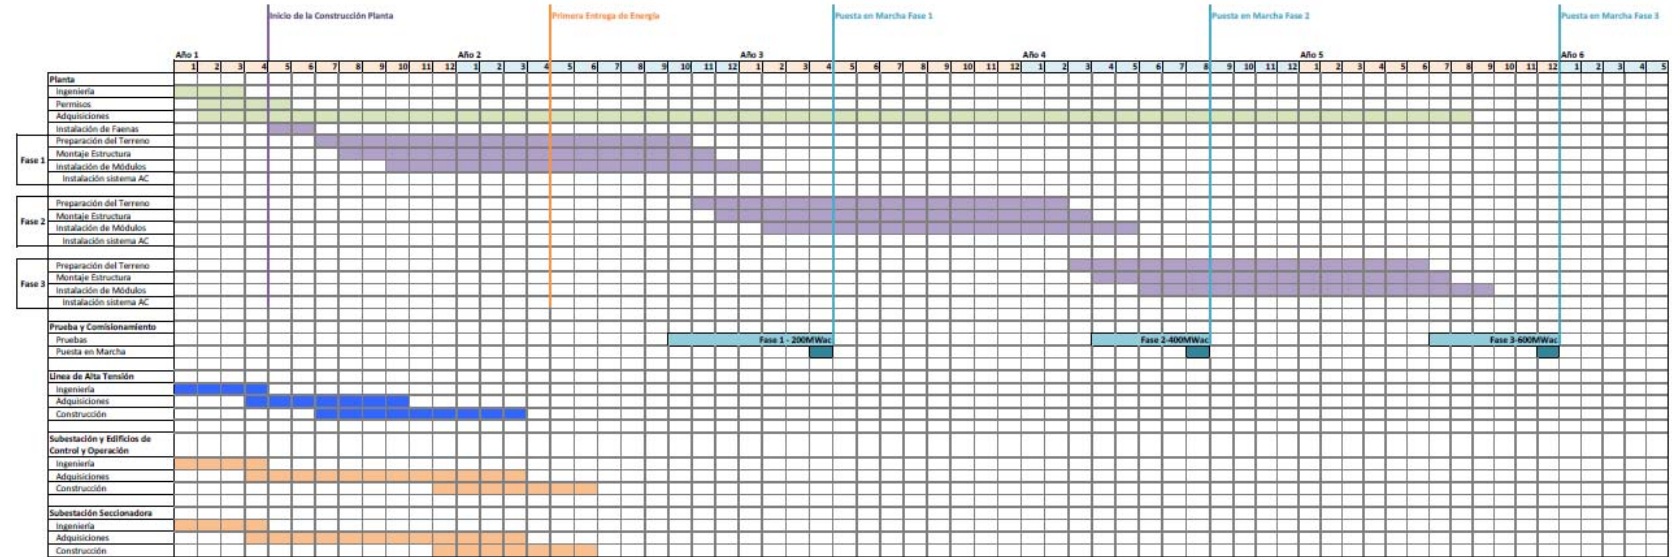 Inicio de la Construcción Planta Primera Entrega de Energía Puesta en Marcha Fase 1 Puesta en Marcha Fase 2 Puesta en Marcha Fase 3
Año 1 Año 2 Año 3 Año 4 Año 5 Año 6
1 2 3 4 5 6 7 8 9 10 11 12 1 2 3 4 5 6 7 8 9 10 11 12 1 2 3 4 5 6 7 8 9 10 11 12 1 2 3 4 5 6 7 8 9 10 11 12 1 2 3 4 5 6 7 8 9 10 11 12 1 2 3 4 5
Planta
Ingeniería
Permisos
Adquisiciones
Instalación de Faenas
Fase 1
Preparación del Terreno
Montaje Estructura
Instalación de Módulos
Instalación sistema AC
Fase 2
Preparación del Terreno
Montaje Estructura
Instalación de Módulos
Instalación sistema AC
Fase 3
Preparación del Terreno
Montaje Estructura
Instalación de Módulos
Instalación sistema AC
Prueba y Comisionamiento
Pruebas Fase 1 - 200MWac Fase 2-400MWac Fase 3-600MWac
Puesta en Marcha
Linea de Alta Tensión
Ingeniería
Adquisiciones
Construcción
Subestación y Edificios de
Control y Operación
Ingeniería
Adquisiciones
Construcción
Subestación Seccionadora
Ingeniería
Adquisiciones
Construcción